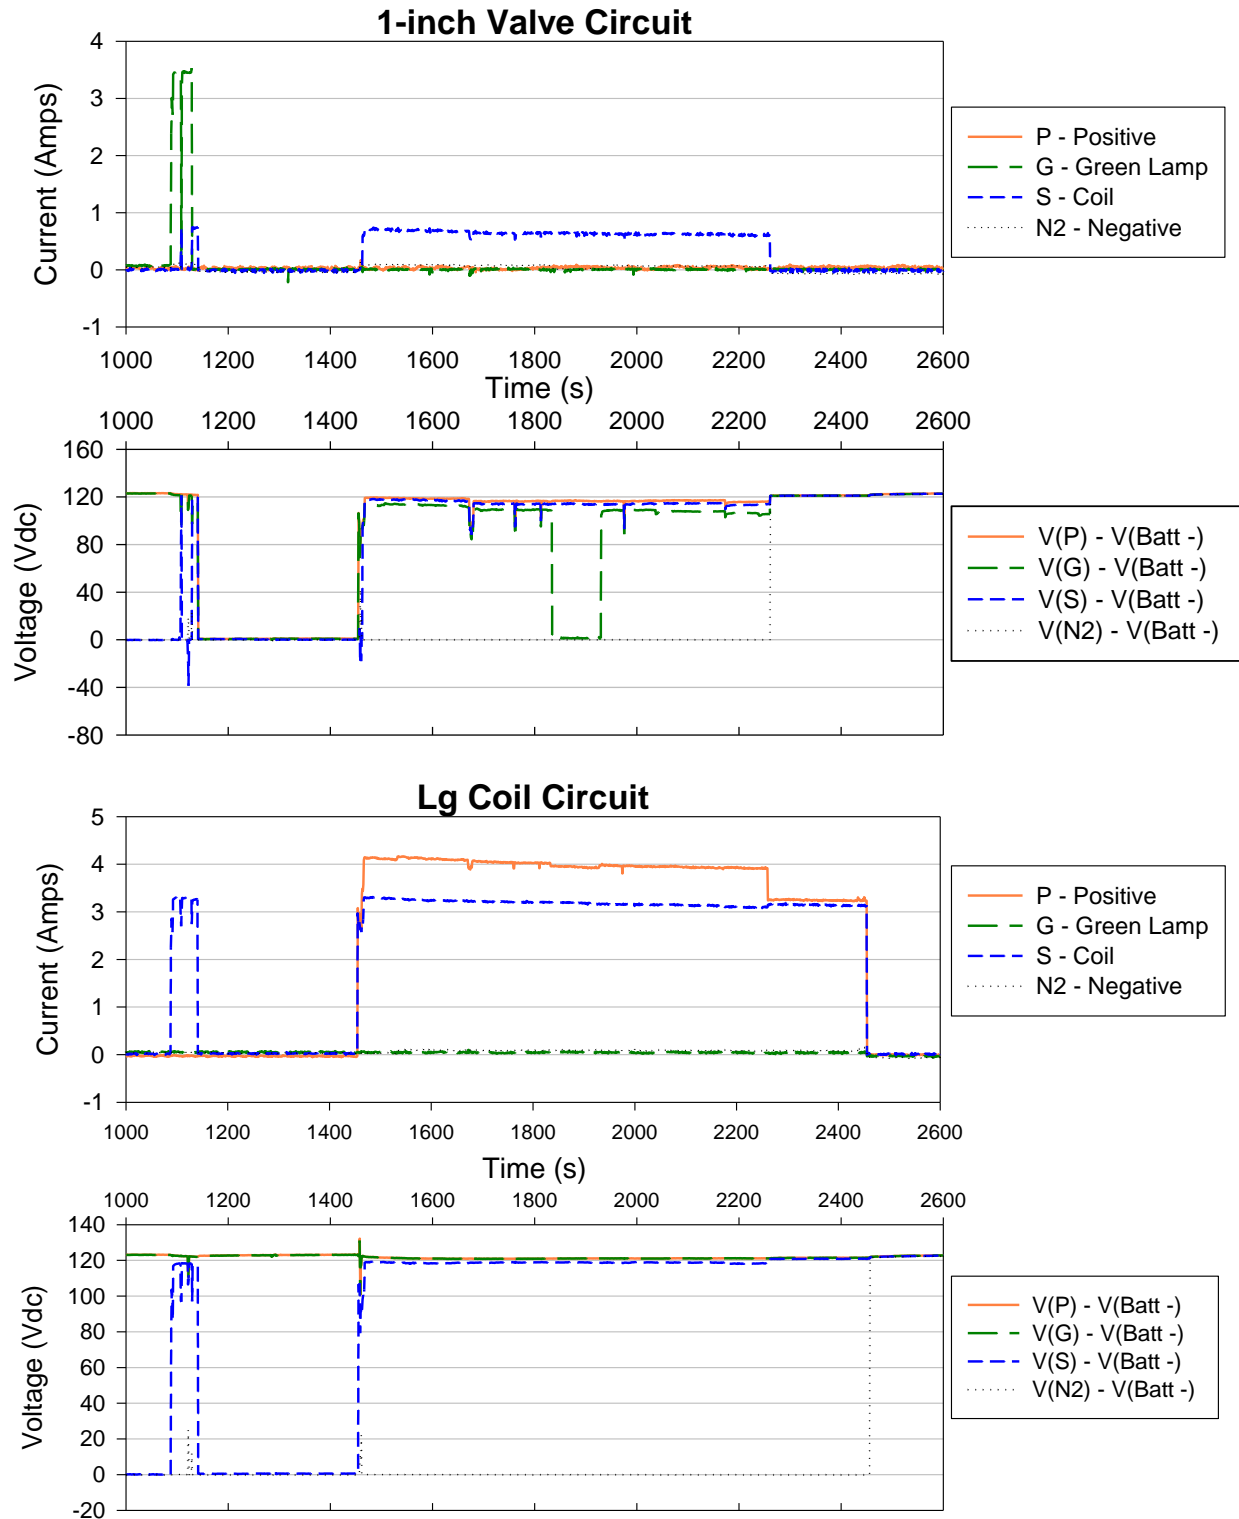 1-inch Valve Circuit
4
3
2
1
0
-1
Current (Amps)
1000 1200 1400 1600 1800 2000 2200 2400 2600
Time (s)
P - Positive
G - Green Lamp
S - Coil
N2 - Negative
1000 1200 1400 1600 1800 2000 2200 2400 2600
160
120
80
40
0
-40
-80
Voltage (Vdc)
V(P) - V(Batt -)
V(G) - V(Batt -)
V(S) - V(Batt -)
V(N2) - V(Batt -)
Lg Coil Circuit
5
4
3
2
1
0
-1
Current (Amps)
1000 1200 1400 1600 1800 2000 2200 2400 2600
Time (s)
P - Positive
G - Green Lamp
S - Coil
N2 - Negative
1000 1200 1400 1600 1800 2000 2200 2400 2600
140
120
100
80
60
40
20
0
-20
Voltage (Vdc)
V(P) - V(Batt -)
V(G) - V(Batt -)
V(S) - V(Batt -)
V(N2) - V(Batt -)